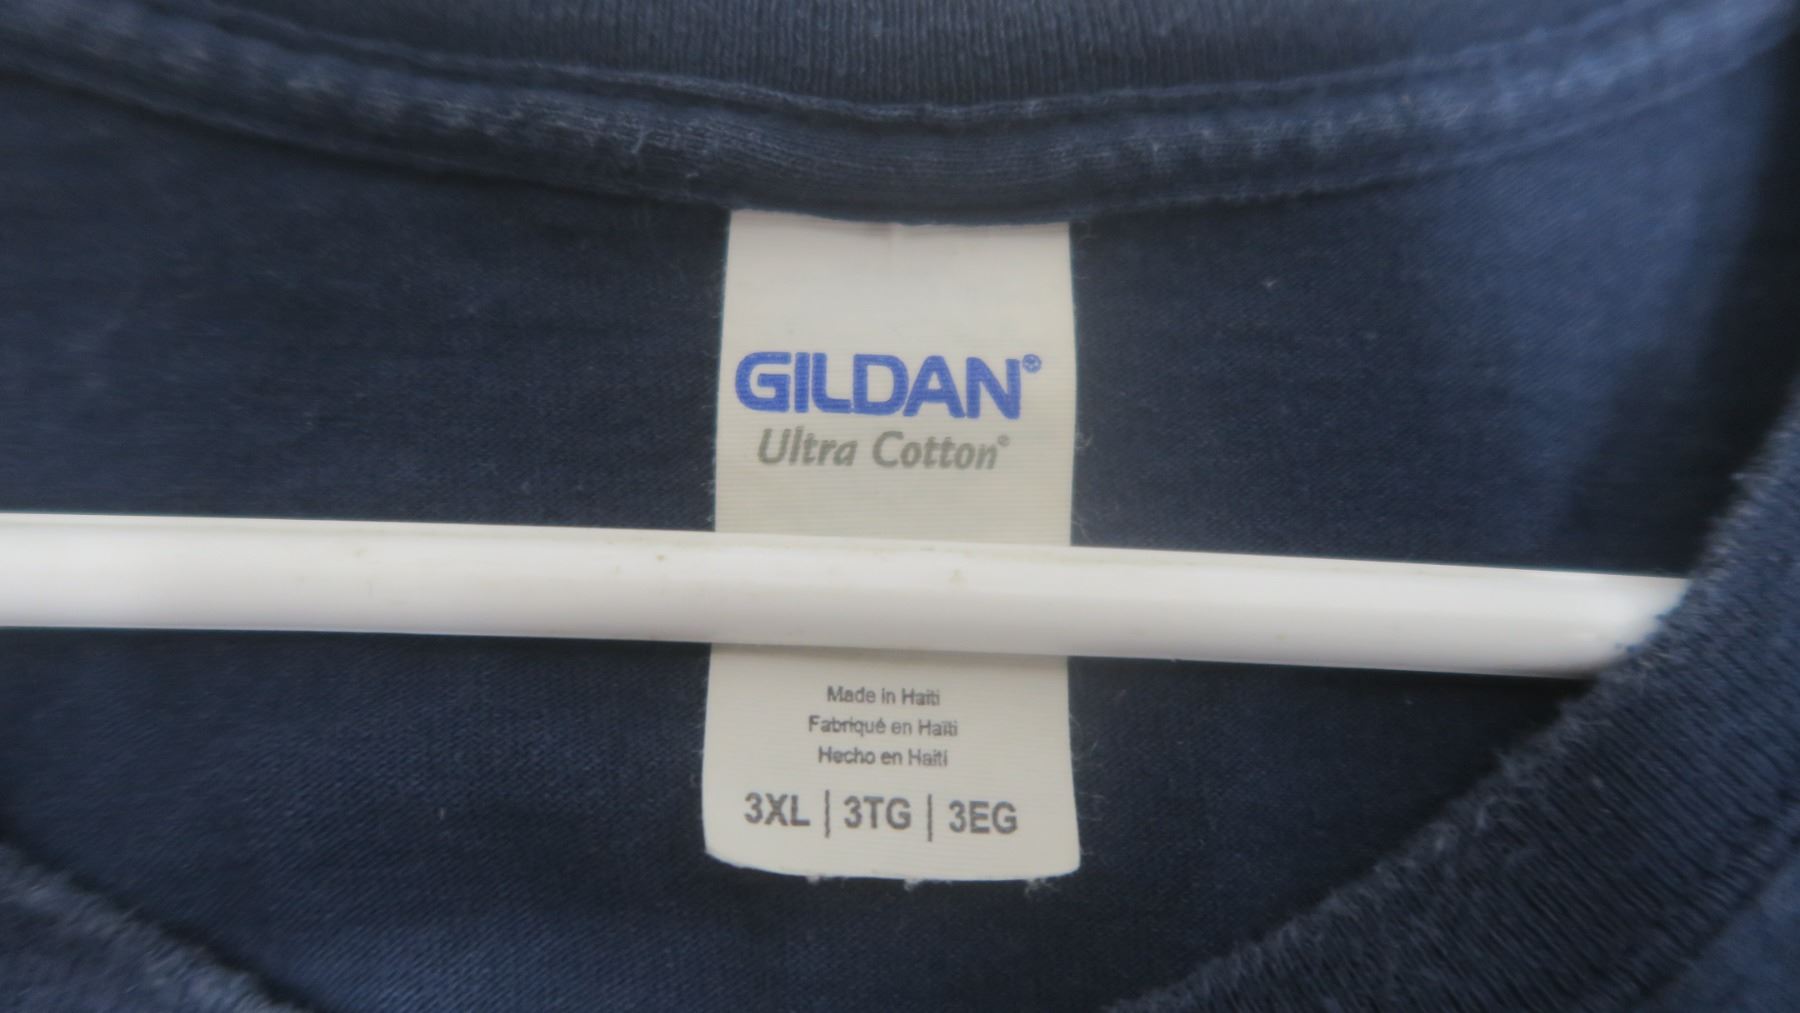 GILDAN®
Ultra Cotton®
Made in Haiti
Fabriqué en Haïti
Hecho en Haití
3XL | 3TG | 3EG